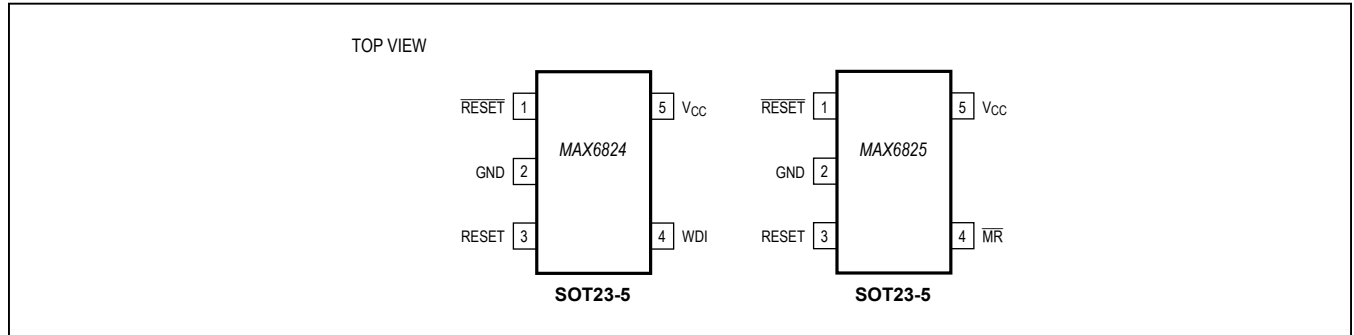 TOP VIEW
RESET 1 5 VCC RESET 1 5 VCC
MAX6824 MAX6825
GND 2 GND 2
RESET 3 4 WDI RESET 3 4 MR
SOT23-5 SOT23-5